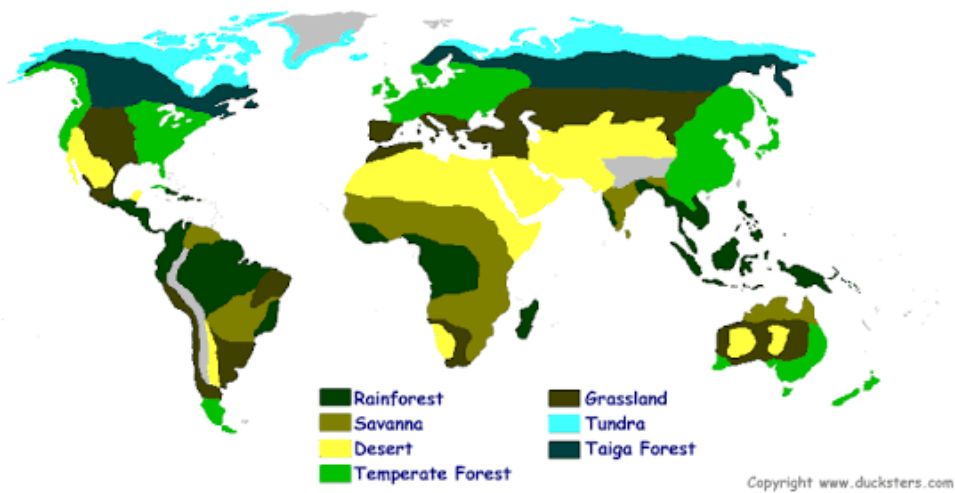 Rainforest
Savanna
Desert
Temperate Forest
Grassland
Tundra
Taiga Forest
Copyright www.ducksters.com